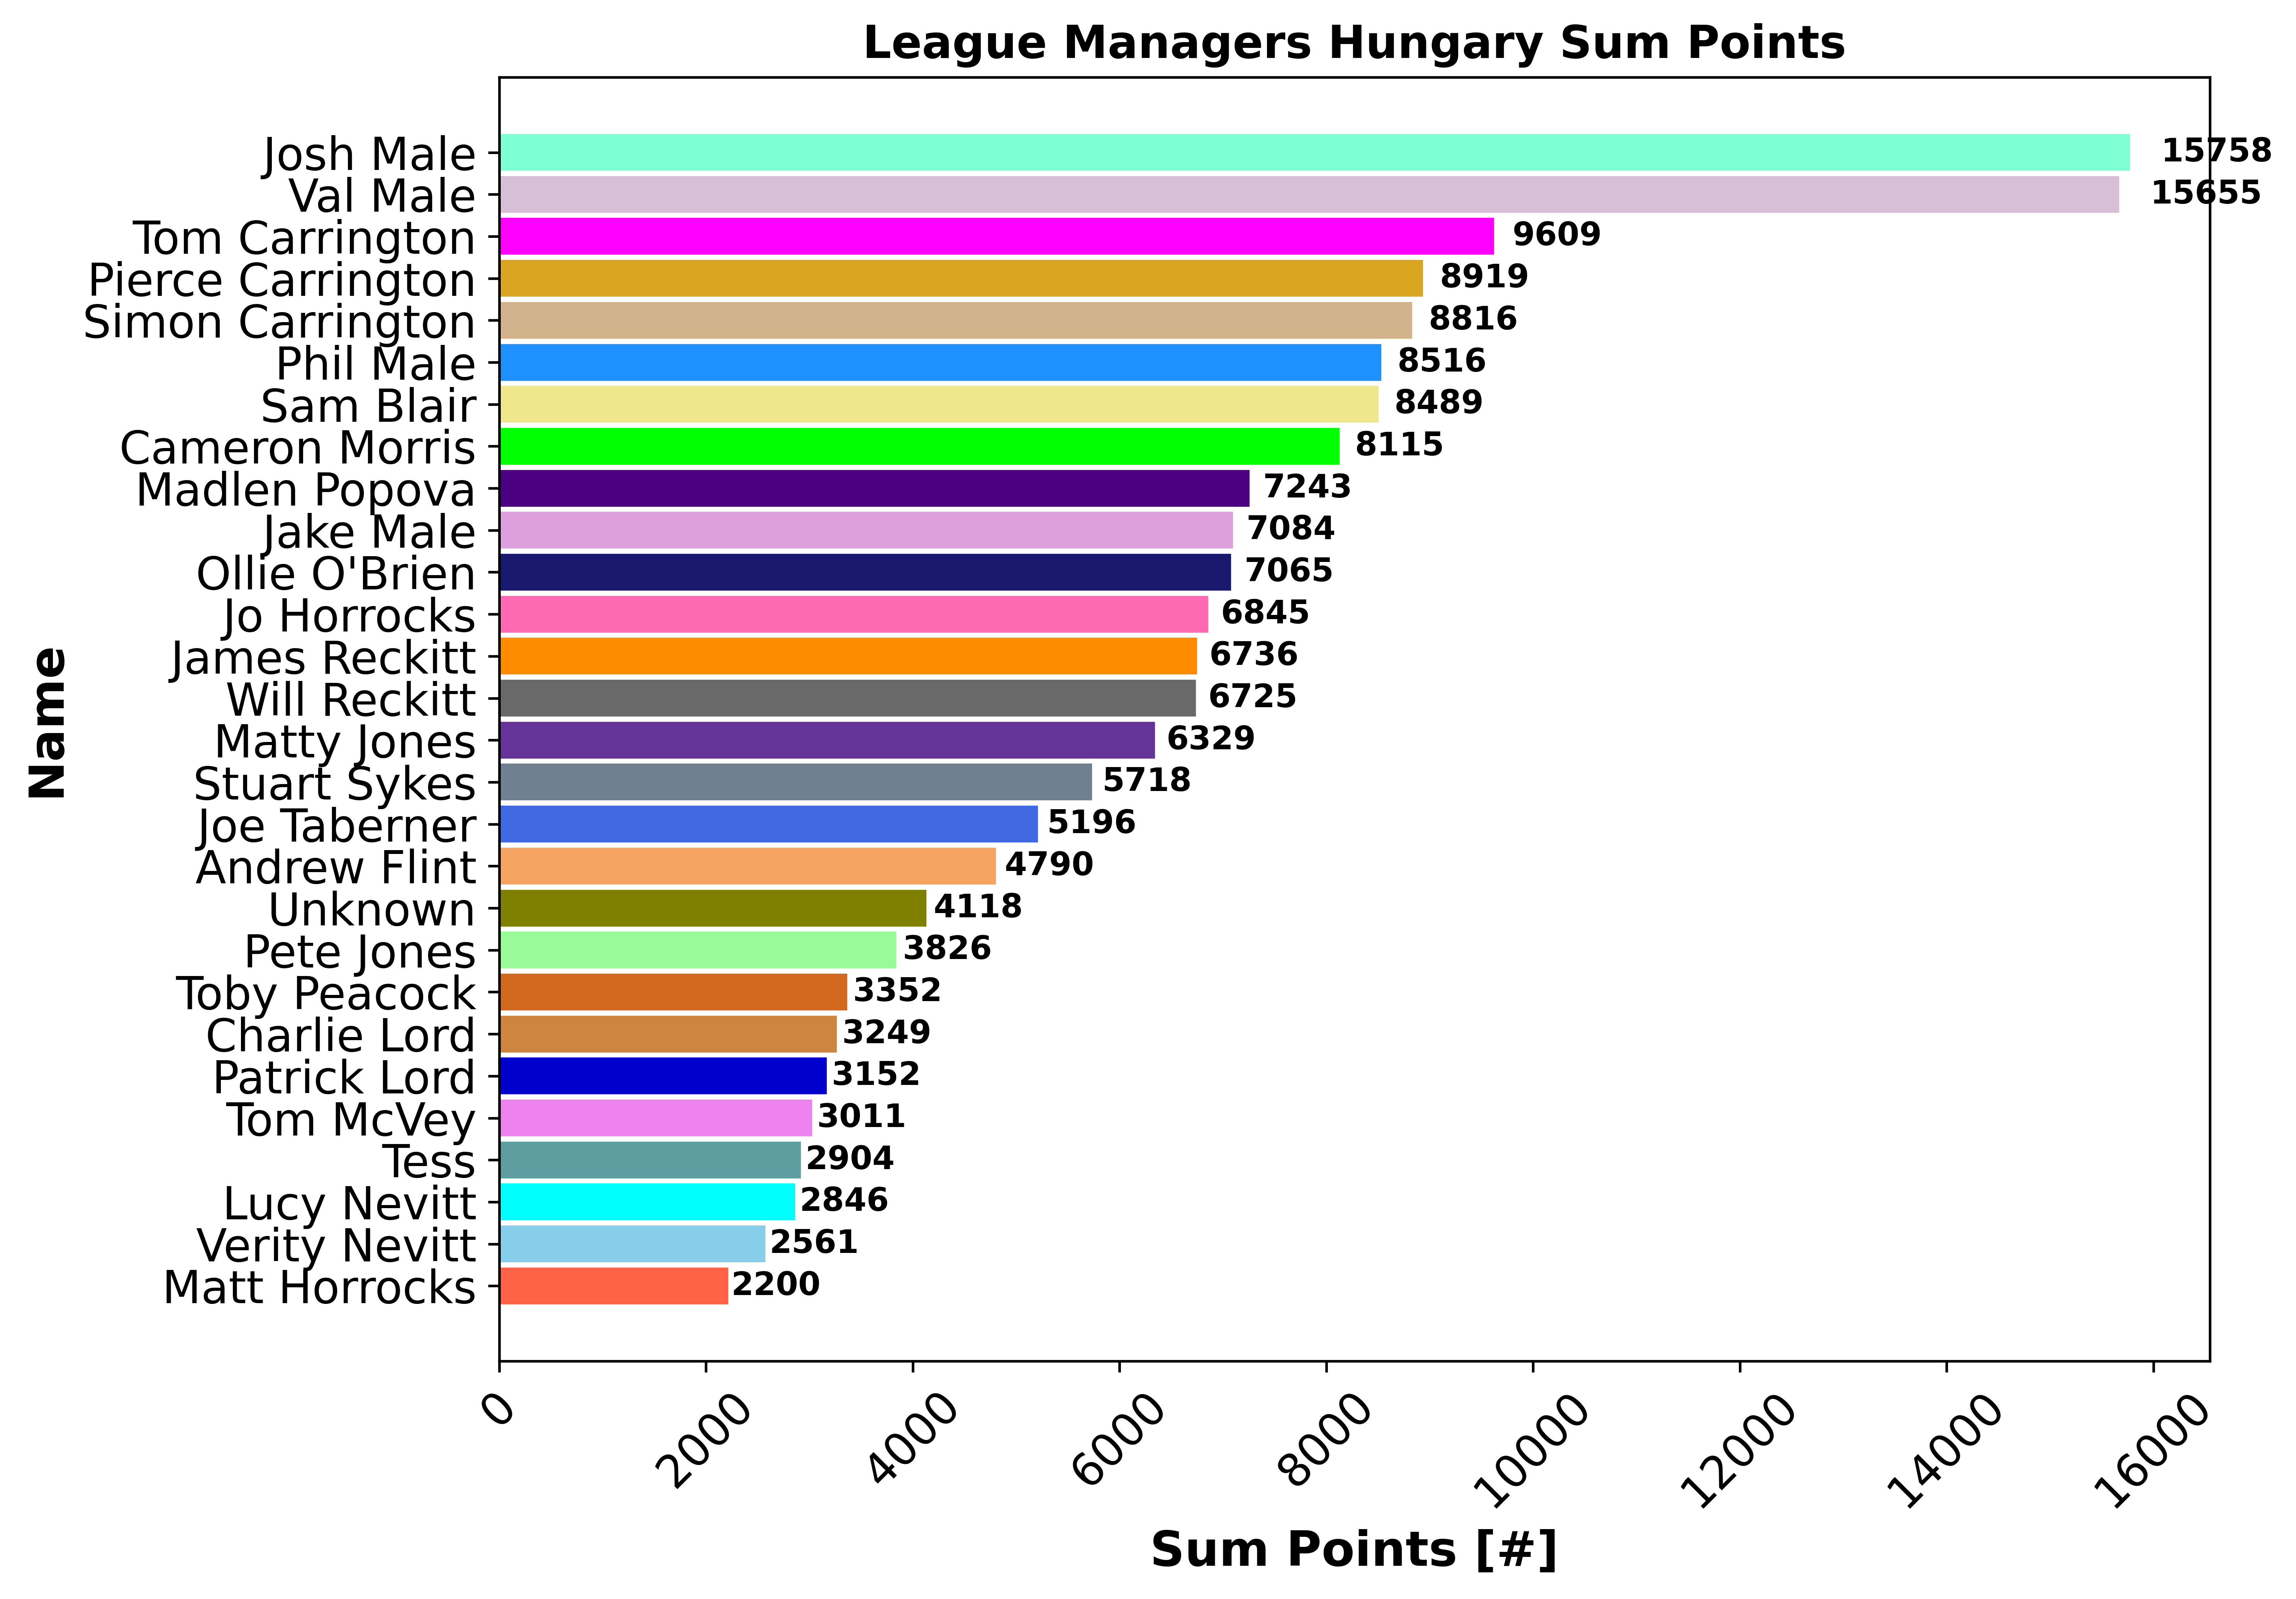 League Managers Hungary Sum Points
Name
Josh Male 15758
Val Male 15655
Tom Carrington 9609
Pierce Carrington 8919
Simon Carrington 8816
Phil Male 8516
Sam Blair 8489
Cameron Morris 8115
Madlen Popova 7243
Jake Male 7084
Ollie O'Brien 7065
Jo Horrocks 6845
James Reckitt 6736
Will Reckitt 6725
Matty Jones 6329
Stuart Sykes 5718
Joe Taberner 5196
Andrew Flint 4790
Unknown 4118
Pete Jones 3826
Toby Peacock 3352
Charlie Lord 3249
Patrick Lord 3152
Tom McVey 3011
Tess 2904
Lucy Nevitt 2846
Verity Nevitt 2561
Matt Horrocks 2200
0 2000 4000 6000 8000 10000 12000 14000 16000
Sum Points [#]